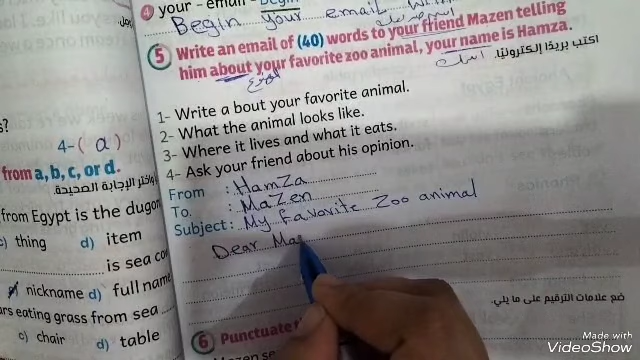 your - email - Begin
Begin your email
5 Write an email of (40) words to your friend Mazen telling
him about your favorite zoo animal, your name is Hamza.
اكتب بريدًا إلكترونيًا.
1- Write a bout your favorite animal.
2- What the animal looks like.
3- Where it lives and what it eats.
4- Ask your friend about his opinion.
From : HamZa
To. : MaZen
Subject: My favorite Zoo animal
Dear Ma
s?
4-( a )
from a, b, c, or d.
اختر الإجابة الصحيحة.
from Egypt is the dugon
c) thing d) item
is sea co
nickname d) full name
ars eating grass from sea
c) chair d) table
6 Punctuate t
ضع علامات الترقيم على ما يلي.
Mazen se
Made with
VideoShow